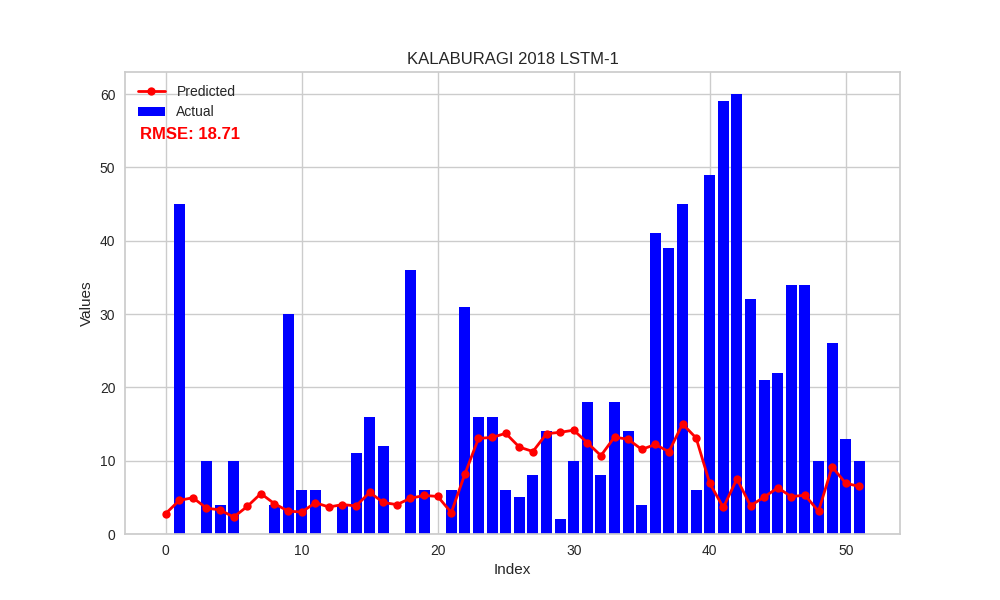 KALABURAGI 2018 LSTM-1
Predicted
Actual
RMSE: 18.71
60
50
40
30
20
10
0
Values
0 10 20 30 40 50
Index